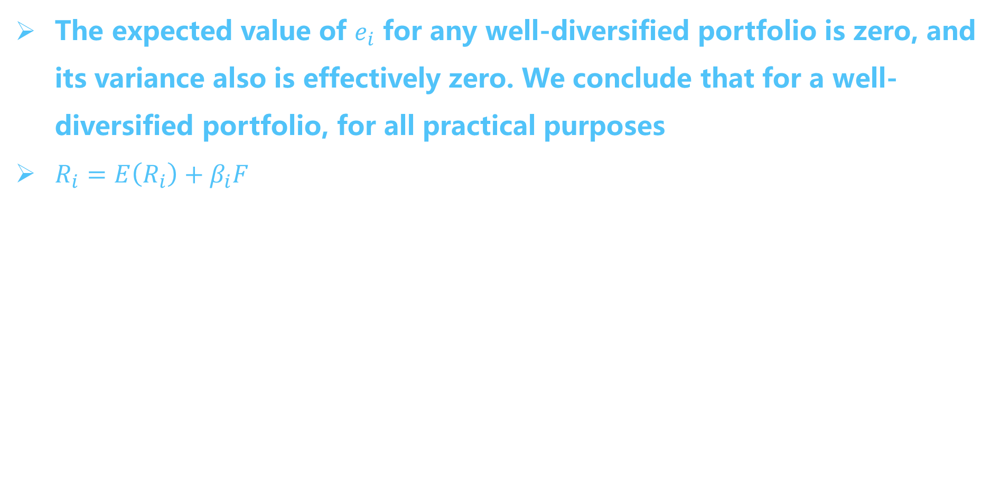 ➢ The expected value of $e_i$ for any well-diversified portfolio is zero, and
its variance also is effectively zero. We conclude that for a well-
diversified portfolio, for all practical purposes
➢ $R_i = E(R_i) + \beta_i F$